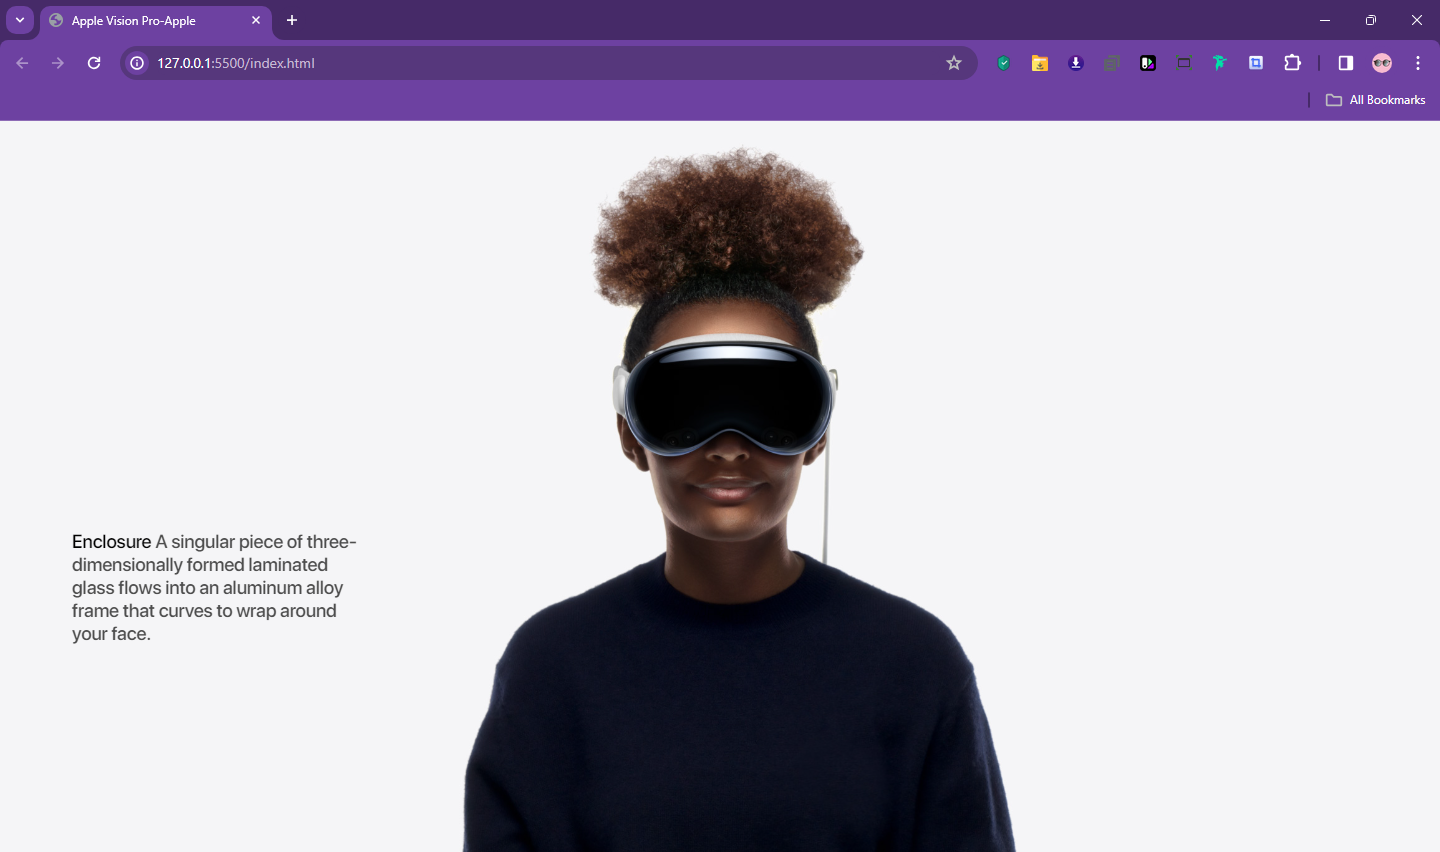 Apple Vision Pro-Apple
127.0.0.1:5500/index.html
All Bookmarks
Enclosure A singular piece of three-
dimensionally formed laminated
glass flows into an aluminum alloy
frame that curves to wrap around
your face.